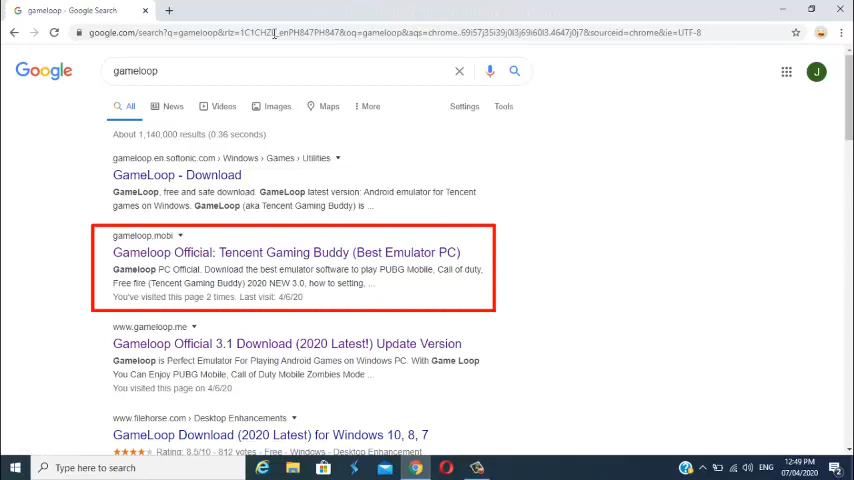 gameloop - Google Search
google.com/search?q=gameloop&rlz=1C1CHZL_enPH847PH847&oq=gameloop&aqs=chrome..69i57j35i39j0l3j69i60l3.4647j0j7&sourceid=chrome&ie=UTF-8
Google
gameloop
J
All News Videos Images Maps More Settings Tools
About 1,140,000 results (0.36 seconds)
gameloop.en.softonic.com › Windows › Games › Utilities
GameLoop - Download
GameLoop, free and safe download. GameLoop latest version: Android emulator for Tencent
games on Windows. GameLoop (aka Tencent Gaming Buddy) is ...
gameloop.mobi
Gameloop Official: Tencent Gaming Buddy (Best Emulator PC)
Gameloop PC Official. Download the best emulator software to play PUBG Mobile, Call of duty,
Free fire (Tencent Gaming Buddy) 2020 NEW 3.0, how to setting, ...
You've visited this page 2 times. Last visit: 4/6/20
www.gameloop.me
Gameloop Official 3.1 Download (2020 Latest!) Update Version
Gameloop is Perfect Emulator For Playing Android Games on Windows PC. With Game Loop
You Can Enjoy PUBG Mobile, Call of Duty Mobile Zombies Mode ...
You visited this page on 4/6/20
www.filehorse.com › Desktop Enhancements
GameLoop Download (2020 Latest) for Windows 10, 8, 7
Rating: 8.5/10 - 812 votes - Free - Windows - Desktop Enhancement
Type here to search
ENG
12:49 PM
07/04/2020
2